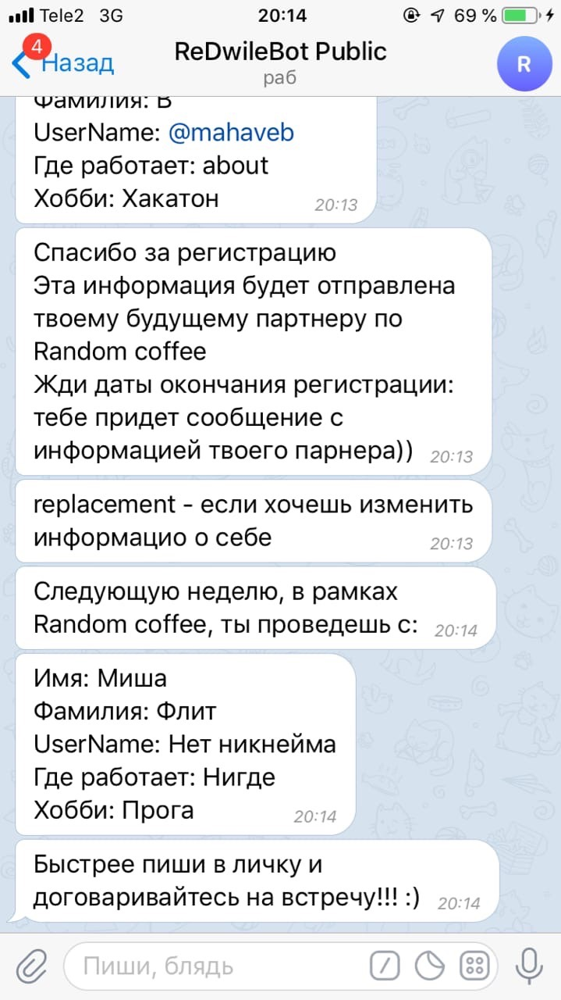 Tele2 3G 20:14 69 %
4
Назад
ReDwileBot Public
раб
R
Фамилия: В
UserName: @mahaveb
Где работает: about
Хобби: Хакатон 20:13
Спасибо за регистрацию
Эта информация будет отправлена
твоему будущему партнеру по
Random coffee
Жди даты окончания регистрации:
тебе придет сообщение с
информацией твоего парнера)) 20:13
replacement - если хочешь изменить
информацио о себе 20:13
Следующую неделю, в рамках
Random coffee, ты проведешь с: 20:14
Имя: Миша
Фамилия: Флит
UserName: Нет никнейма
Где работает: Нигде
Хобби: Прога 20:14
Быстрее пиши в личку и
договаривайтесь на встречу!!! :) 20:14
Пиши, блядь